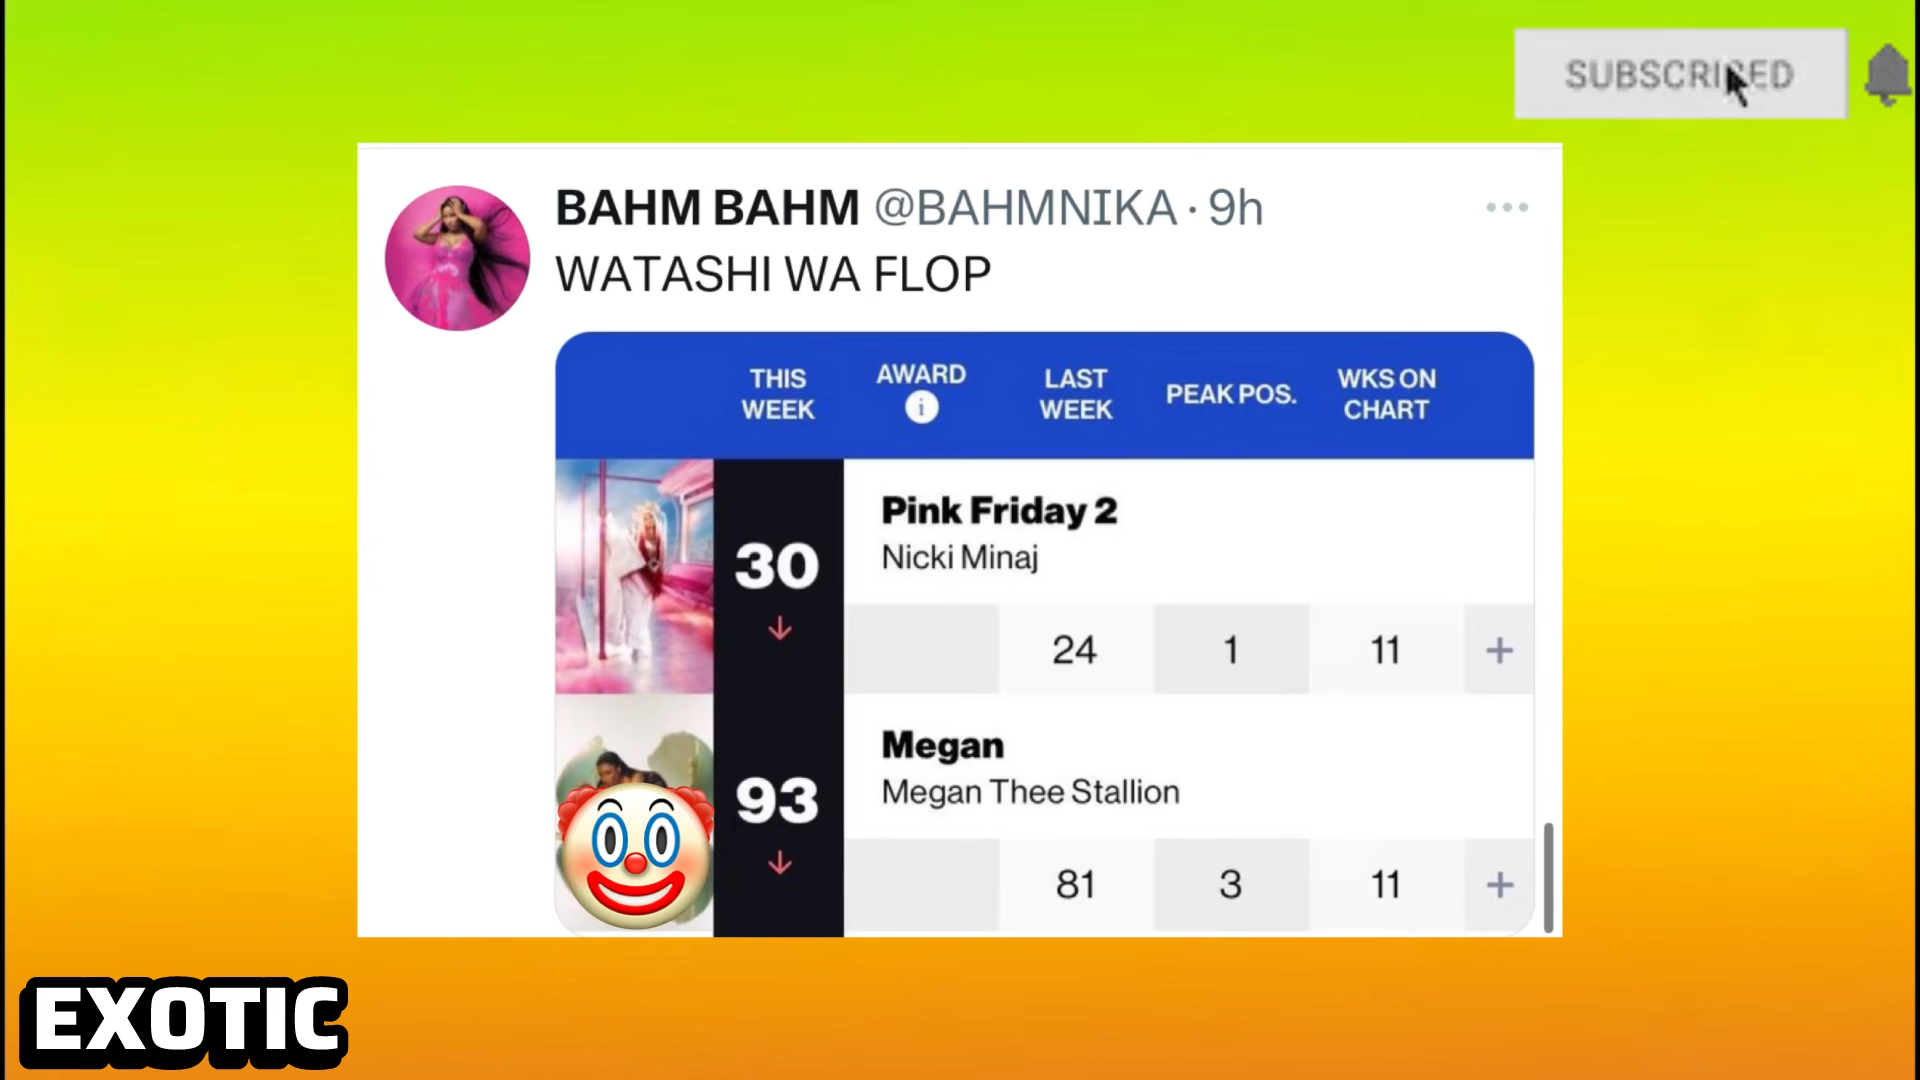 SUBSCRIBED
BAHM BAHM @BAHMNIKA · 9h
WATASHI WA FLOP
THIS WEEK
AWARD
i
LAST WEEK
PEAK POS.
WKS ON CHART
30
Pink Friday 2
Nicki Minaj
24 1 11 +
93
Megan
Megan Thee Stallion
81 3 11 +
EXOTIC